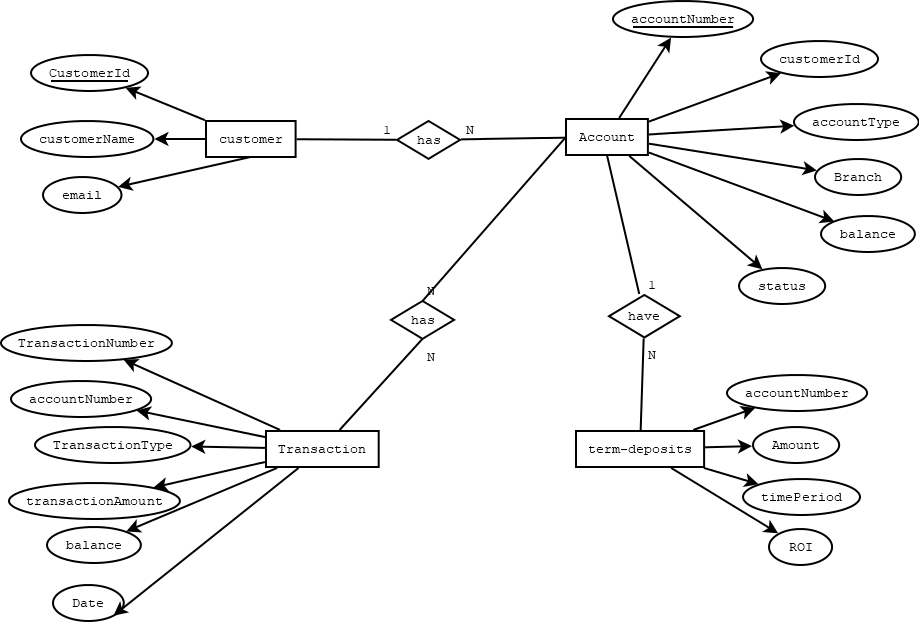 accountNumber
customerId
CustomerId
accountType
customer
1
has
N
Account
customerName
Branch
email
balance
status
1
N
has
have
TransactionNumber
N
N
accountNumber
accountNumber
TransactionType
Transaction
term-deposits
Amount
transactionAmount
timePeriod
balance
ROI
Date